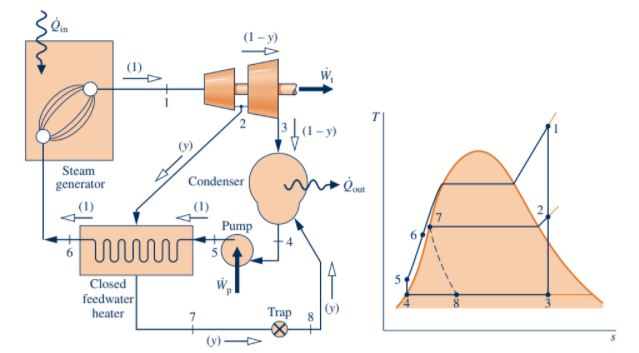 Q̇in
(1 – y)
(1)
Ẇt
1
2
3
(1 – y)
(y)
Steam
generator
Condenser
Q̇out
(1)
(1)
Pump
4
6
5
Ẇp
Closed
feedwater
heater
Trap
(y)
7
8
(y)
T
1
2
7
6
5
4
8
3
s